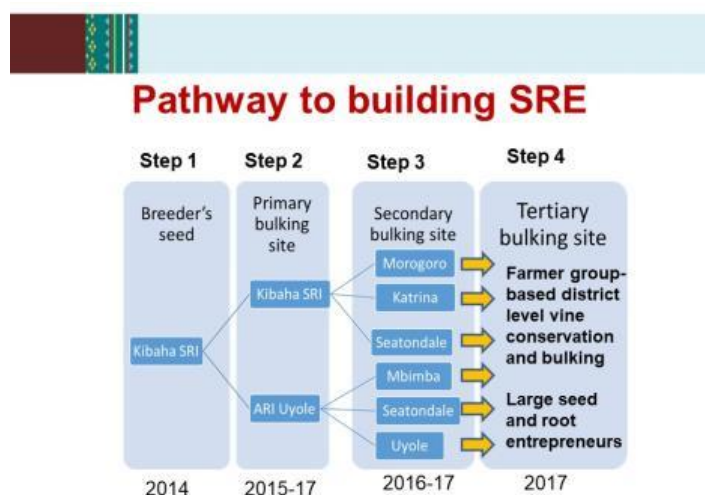 Pathway to building SRE
Step 1
Step 2
Step 3
Step 4
Breeder's
seed
Primary
bulking
site
Secondary
bulking site
Tertiary
bulking site
Kibaha SRI
Kibaha SRI
ARI Uyole
Morogoro
Katrina
Seatondale
Mbimba
Seatondale
Uyole
Farmer group-
based district
level vine
conservation
and bulking
Large seed
and root
entrepreneurs
2014
2015-17
2016-17
2017